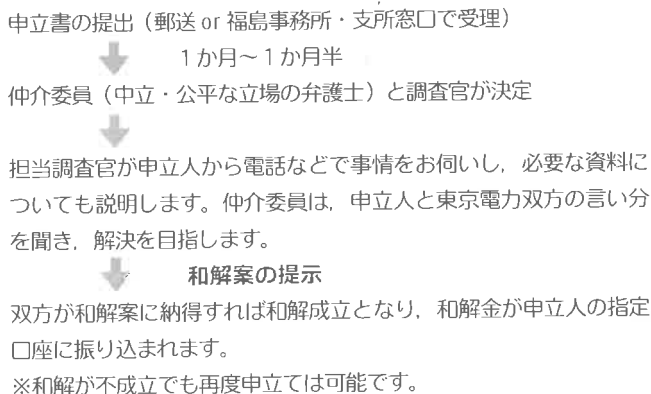 申立書の提出（郵送 or 福島事務所・支所窓口で受理）
１か月～１か月半
仲介委員（中立・公平な立場の弁護士）と調査官が決定
担当調査官が申立人から電話などで事情をお伺いし，必要な資料に
ついても説明します。仲介委員は，申立人と東京電力双方の言い分
を聞き，解決を目指します。
和解案の提示
双方が和解案に納得すれば和解成立となり，和解金が申立人の指定
口座に振り込まれます。
※和解が不成立でも再度申立ては可能です。